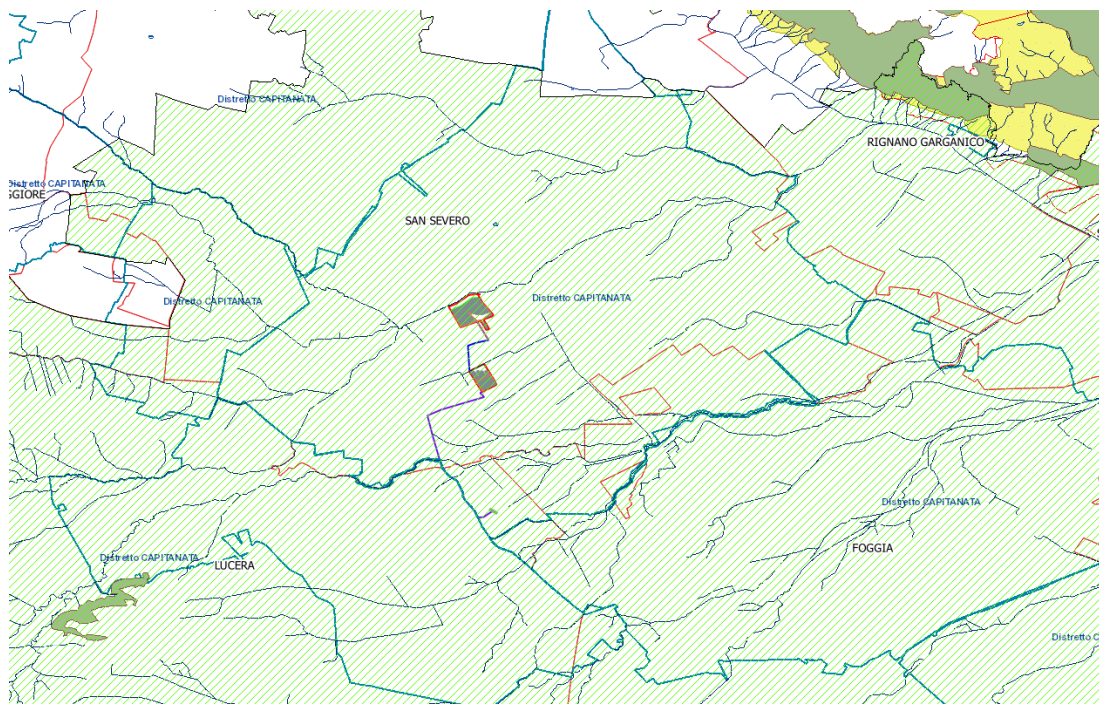 Distretto CAPITANATA
RIGNANO GARGANICO
Distretto CAPITANATA
GGIORE
SAN SEVERO
Distretto CAPITANATA
Distretto CAPITANATA
Distretto CAPITANATA
FOGGIA
Distretto CAPITANATA
LUCERA
Distretto CA